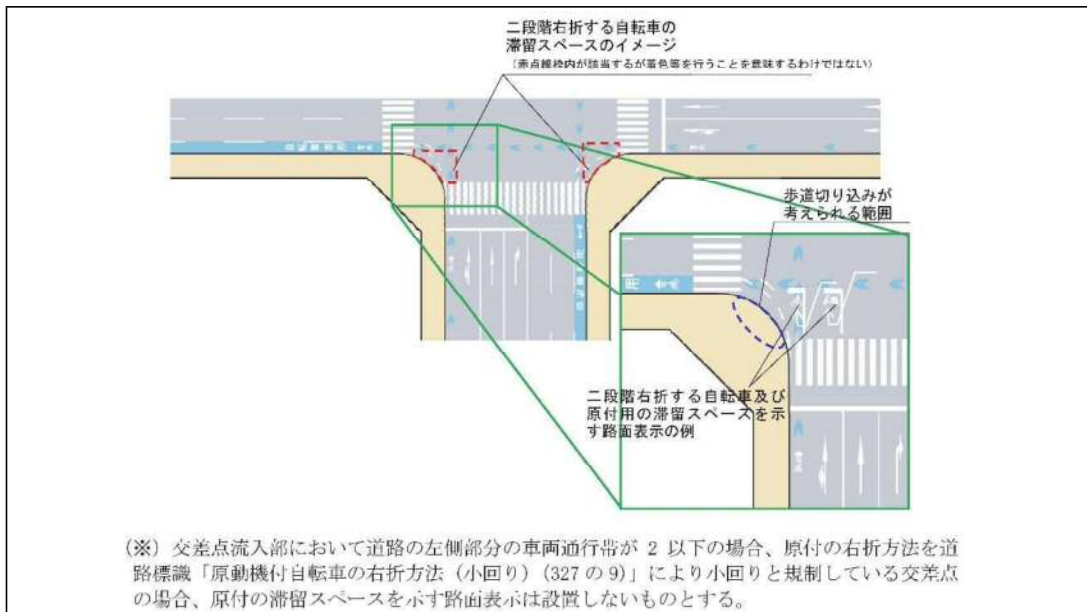 二段階右折する自転車の
滞留スペースのイメージ
（赤点線枠内が該当するが着色等を行うことを意味するわけではない）
歩道切り込みが
考えられる範囲
二段階右折する自転車及び
原付用の滞留スペースを示
す路面表示の例
(※) 交差点流入部において道路の左側部分の車両通行帯が 2 以下の場合、原付の右折方法を道
路標識「原動機付自転車の右折方法（小回り）(327 の 9)」により小回りと規制している交差点
の場合、原付の滞留スペースを示す路面表示は設置しないものとする。